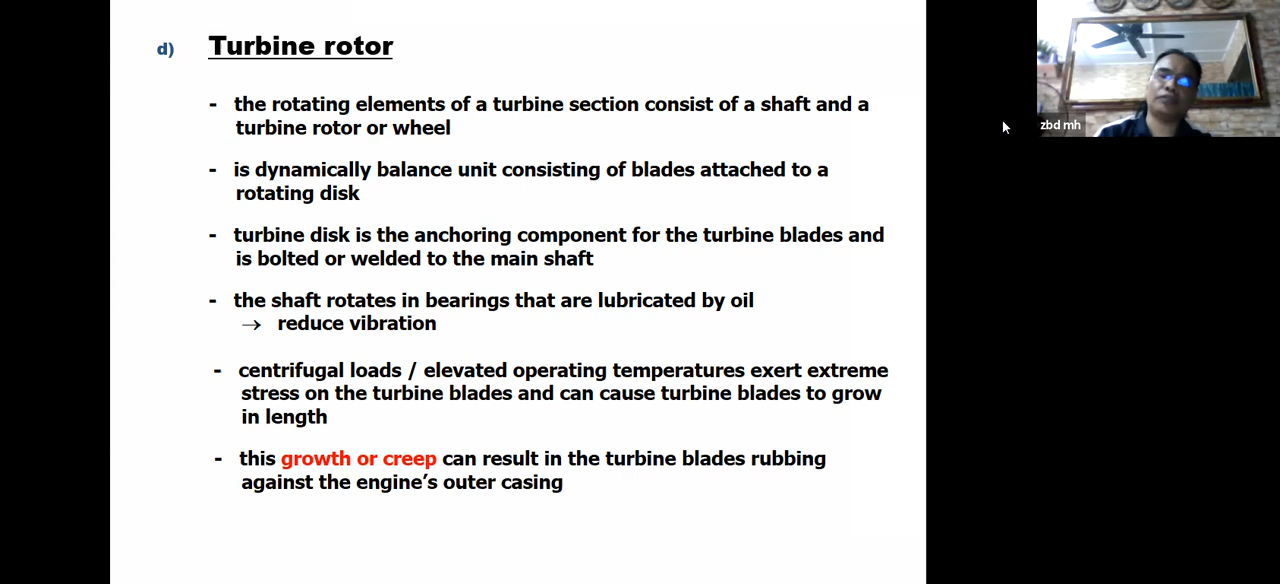 d) Turbine rotor
- the rotating elements of a turbine section consist of a shaft and a
turbine rotor or wheel
- is dynamically balance unit consisting of blades attached to a
rotating disk
- turbine disk is the anchoring component for the turbine blades and
is bolted or welded to the main shaft
- the shaft rotates in bearings that are lubricated by oil
→ reduce vibration
- centrifugal loads / elevated operating temperatures exert extreme
stress on the turbine blades and can cause turbine blades to grow
in length
- this growth or creep can result in the turbine blades rubbing
against the engine’s outer casing
zbd mh